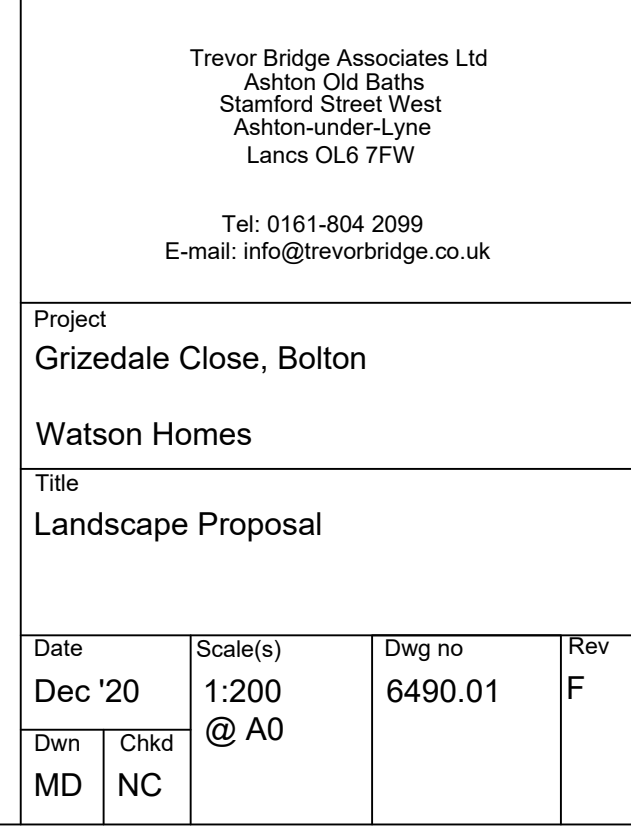 Trevor Bridge Associates Ltd
Ashton Old Baths
Stamford Street West
Ashton-under-Lyne
Lancs OL6 7FW
Tel: 0161-804 2099
E-mail: info@trevorbridge.co.uk
Project
Grizedale Close, Bolton
Watson Homes
Title
Landscape Proposal
Date
Dec '20
Scale(s)
1:200
@ A0
Dwg no
6490.01
Rev
F
Dwn
MD
Chkd
NC